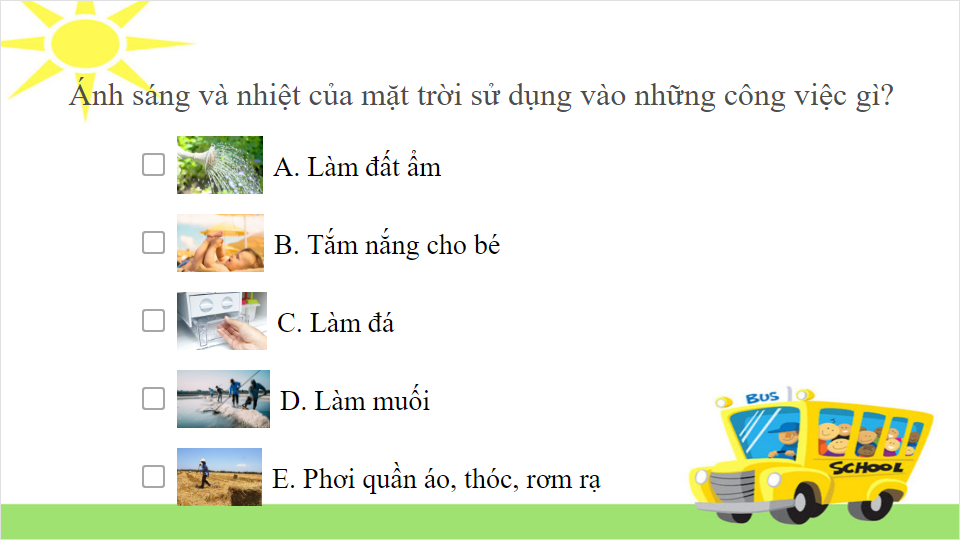 Ánh sáng và nhiệt của mặt trời sử dụng vào những công việc gì?
A. Làm đất ẩm
B. Tắm nắng cho bé
C. Làm đá
D. Làm muối
E. Phơi quần áo, thóc, rơm rạ
BUS
SCHOOL